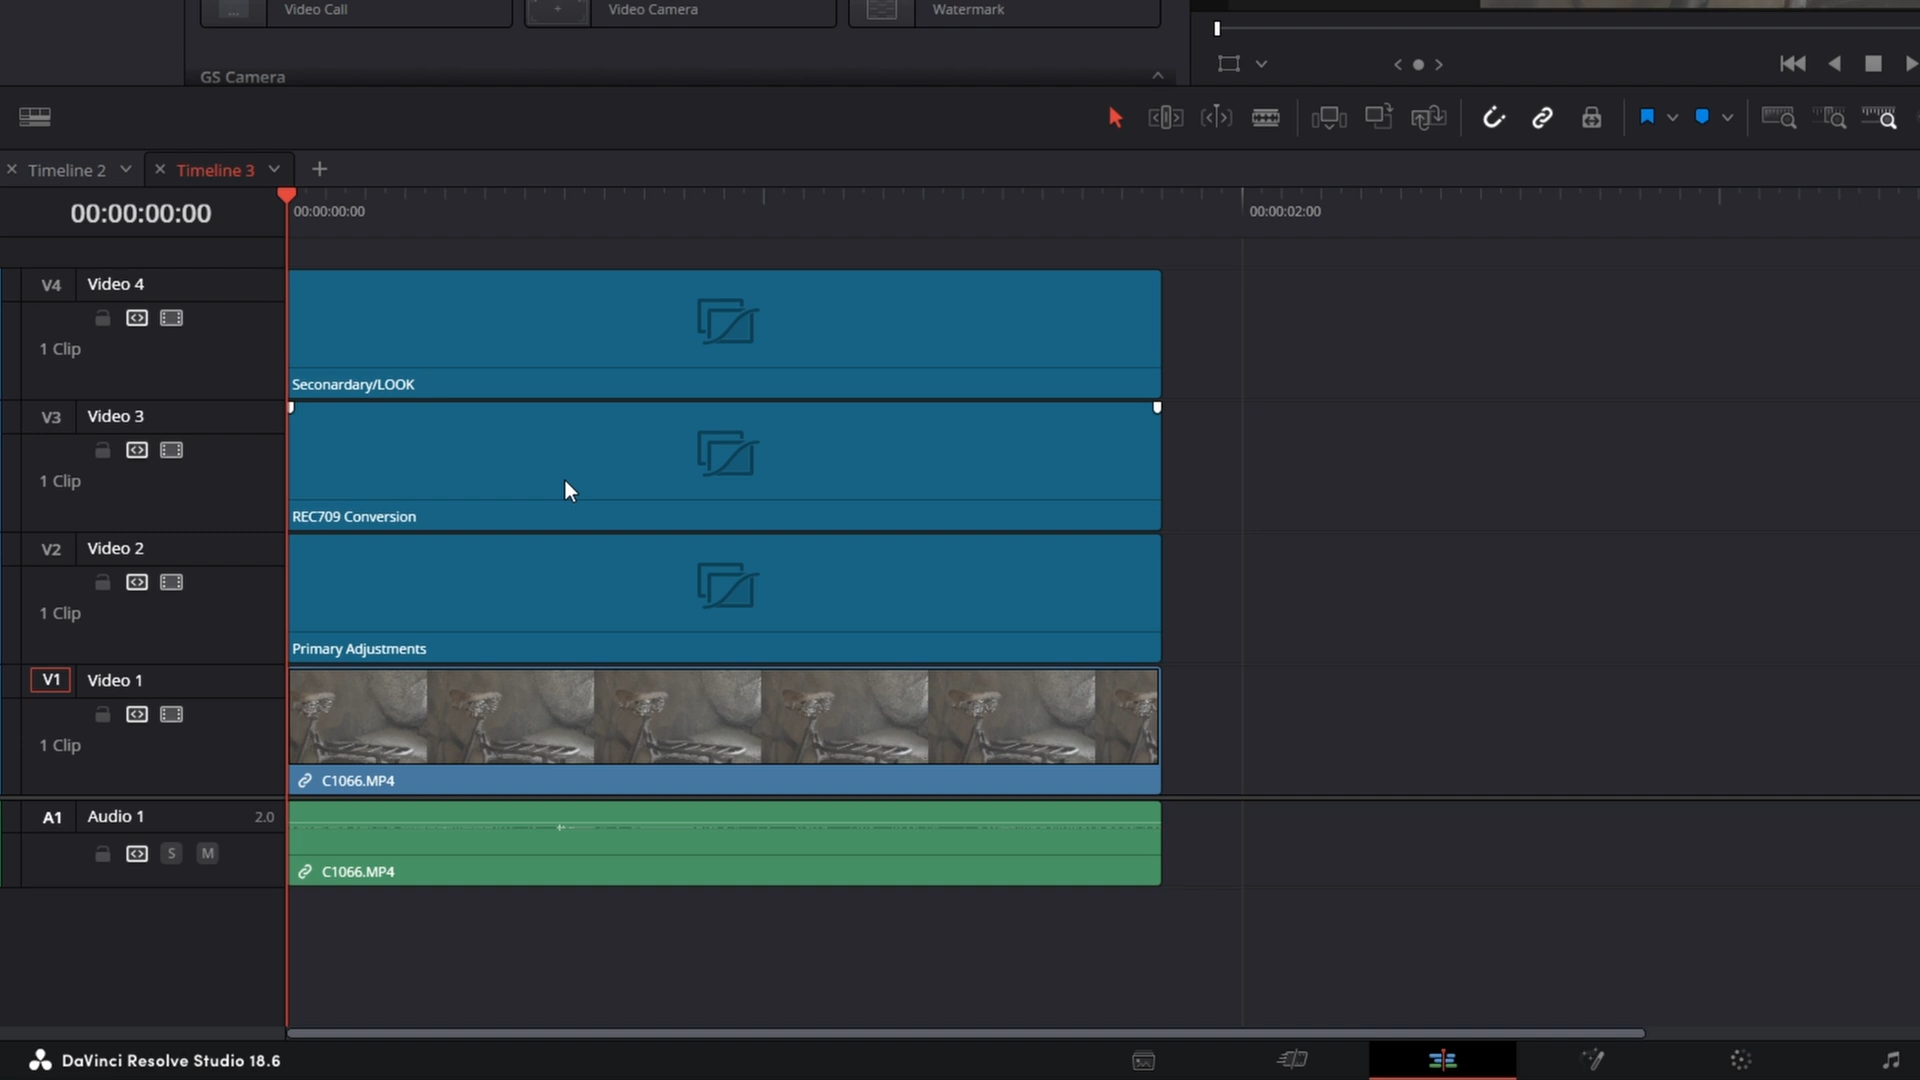 Video Call
Video Camera
Watermark
GS Camera
Timeline 2
Timeline 3
00:00:00:00
00:00:00:00
00:00:02:00
V4
Video 4
1 Clip
Seconardary/LOOK
V3
Video 3
1 Clip
REC709 Conversion
V2
Video 2
1 Clip
Primary Adjustments
V1
Video 1
1 Clip
C1066.MP4
A1
Audio 1
2.0
S
M
C1066.MP4
DaVinci Resolve Studio 18.6